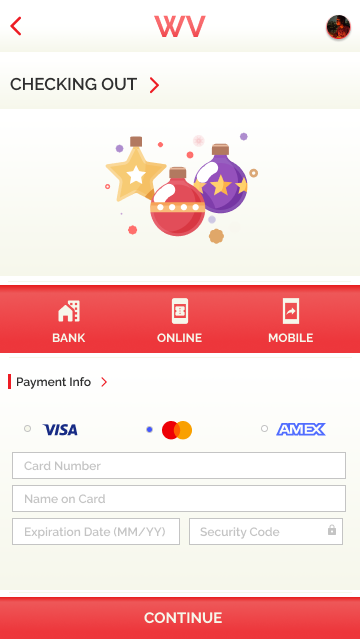 WV
CHECKING OUT
BANK ONLINE MOBILE
Payment Info
VISA AMEX
Card Number
Name on Card
Expiration Date (MM/YY) Security Code
CONTINUE